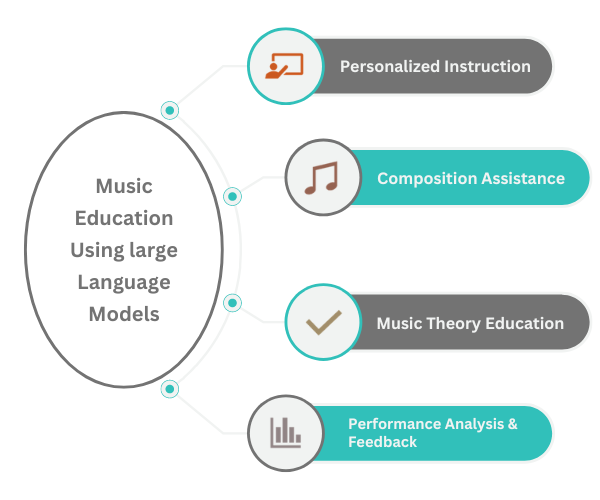 Music
Education
Using large
Language
Models
Personalized Instruction
Composition Assistance
Music Theory Education
Performance Analysis &
Feedback